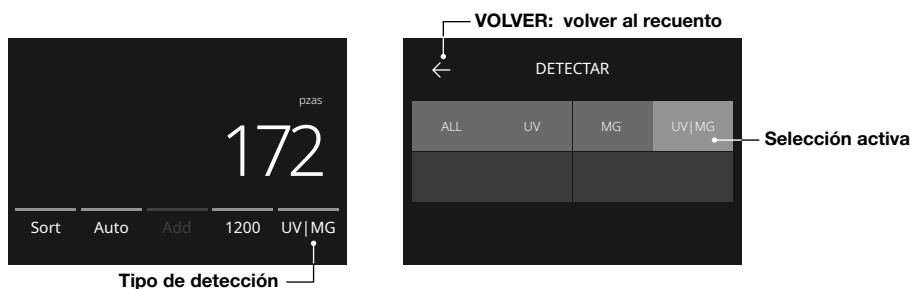 VOLVER: volver al recuento
DETECTAR
pzas
172
ALL UV MG UV|MG
Selección activa
Sort Auto Add 1200 UV|MG
Tipo de detección